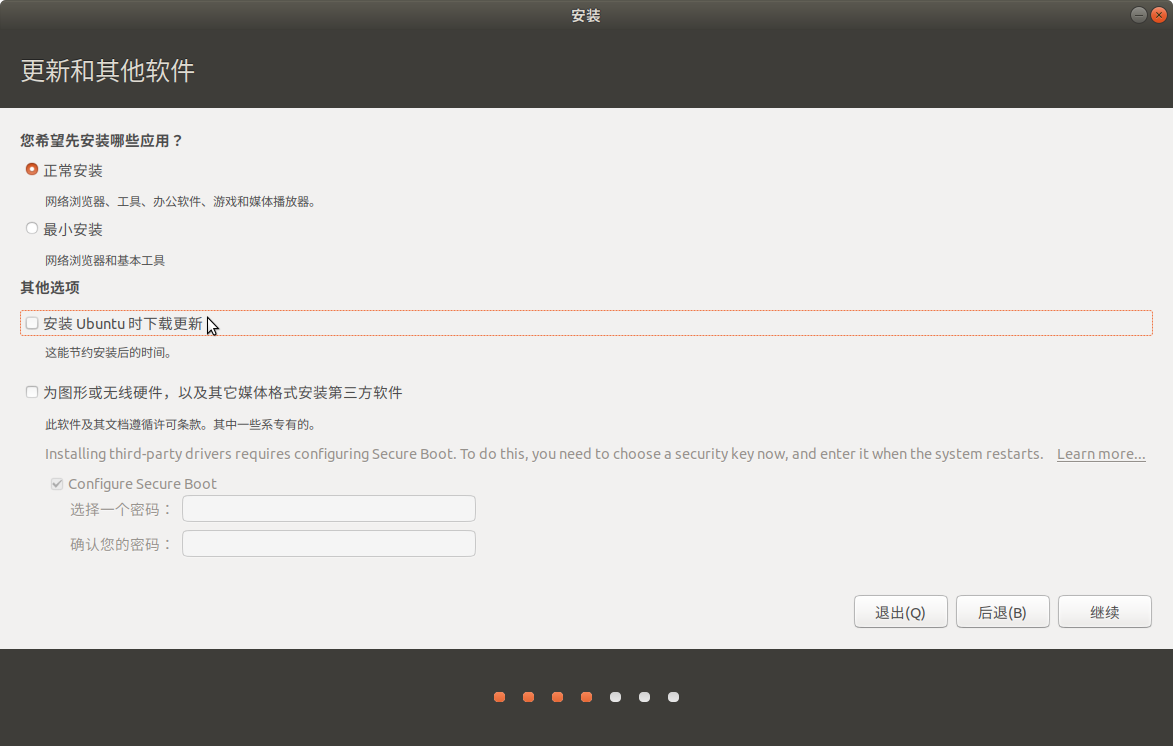 安装
更新和其他软件
您希望先安装哪些应用？
正常安装
网络浏览器、工具、办公软件、游戏和媒体播放器。
最小安装
网络浏览器和基本工具
其他选项
安装 Ubuntu 时下载更新
这能节约安装后的时间。
为图形或无线硬件，以及其它媒体格式安装第三方软件
此软件及其文档遵循许可条款。其中一些系专有的。
Installing third-party drivers requires configuring Secure Boot. To do this, you need to choose a security key now, and enter it when the system restarts. Learn more...
Configure Secure Boot
选择一个密码：
确认您的密码：
退出(Q) 后退(B) 继续